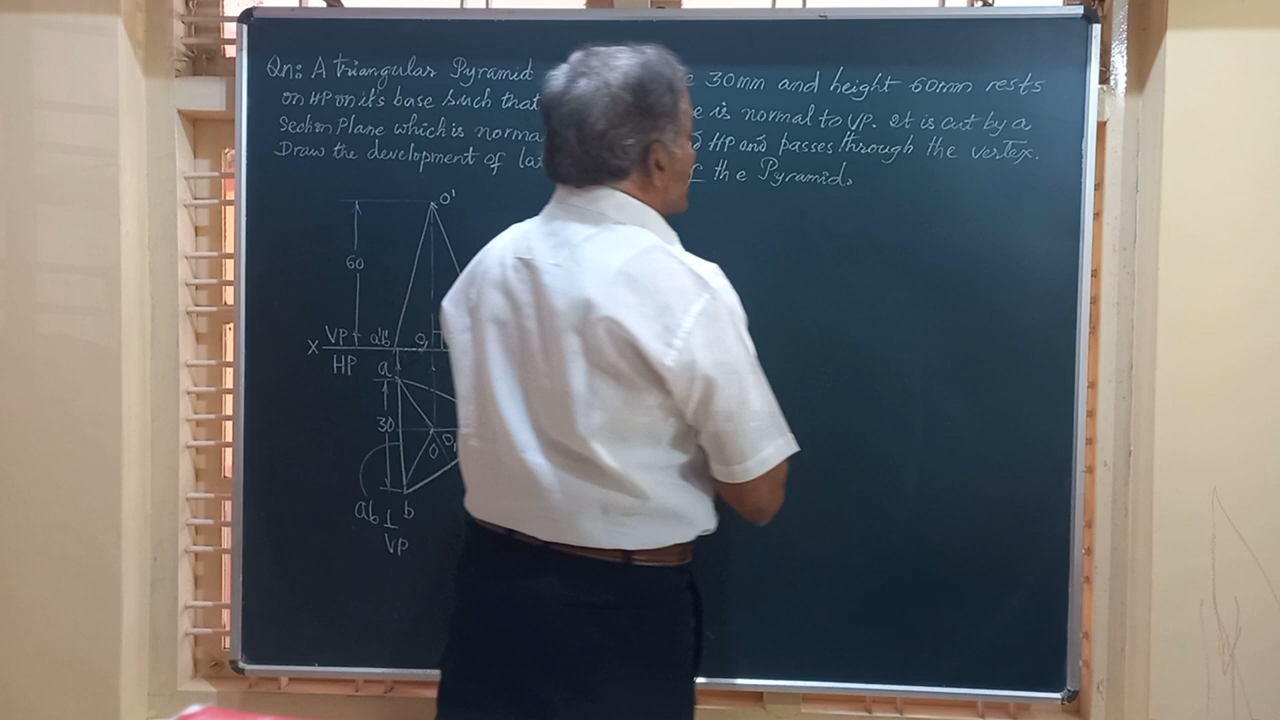 Qn: A triangular Pyramid 30mm and height 60mm rests
on HP on its base such that is normal to VP. It is cut by a
Section Plane which is HP and passes through the vertex.
Draw the development of the Pyramid.
o'
60
VP a'b'
X
HP
a
30
o
ab ⊥ b
VP